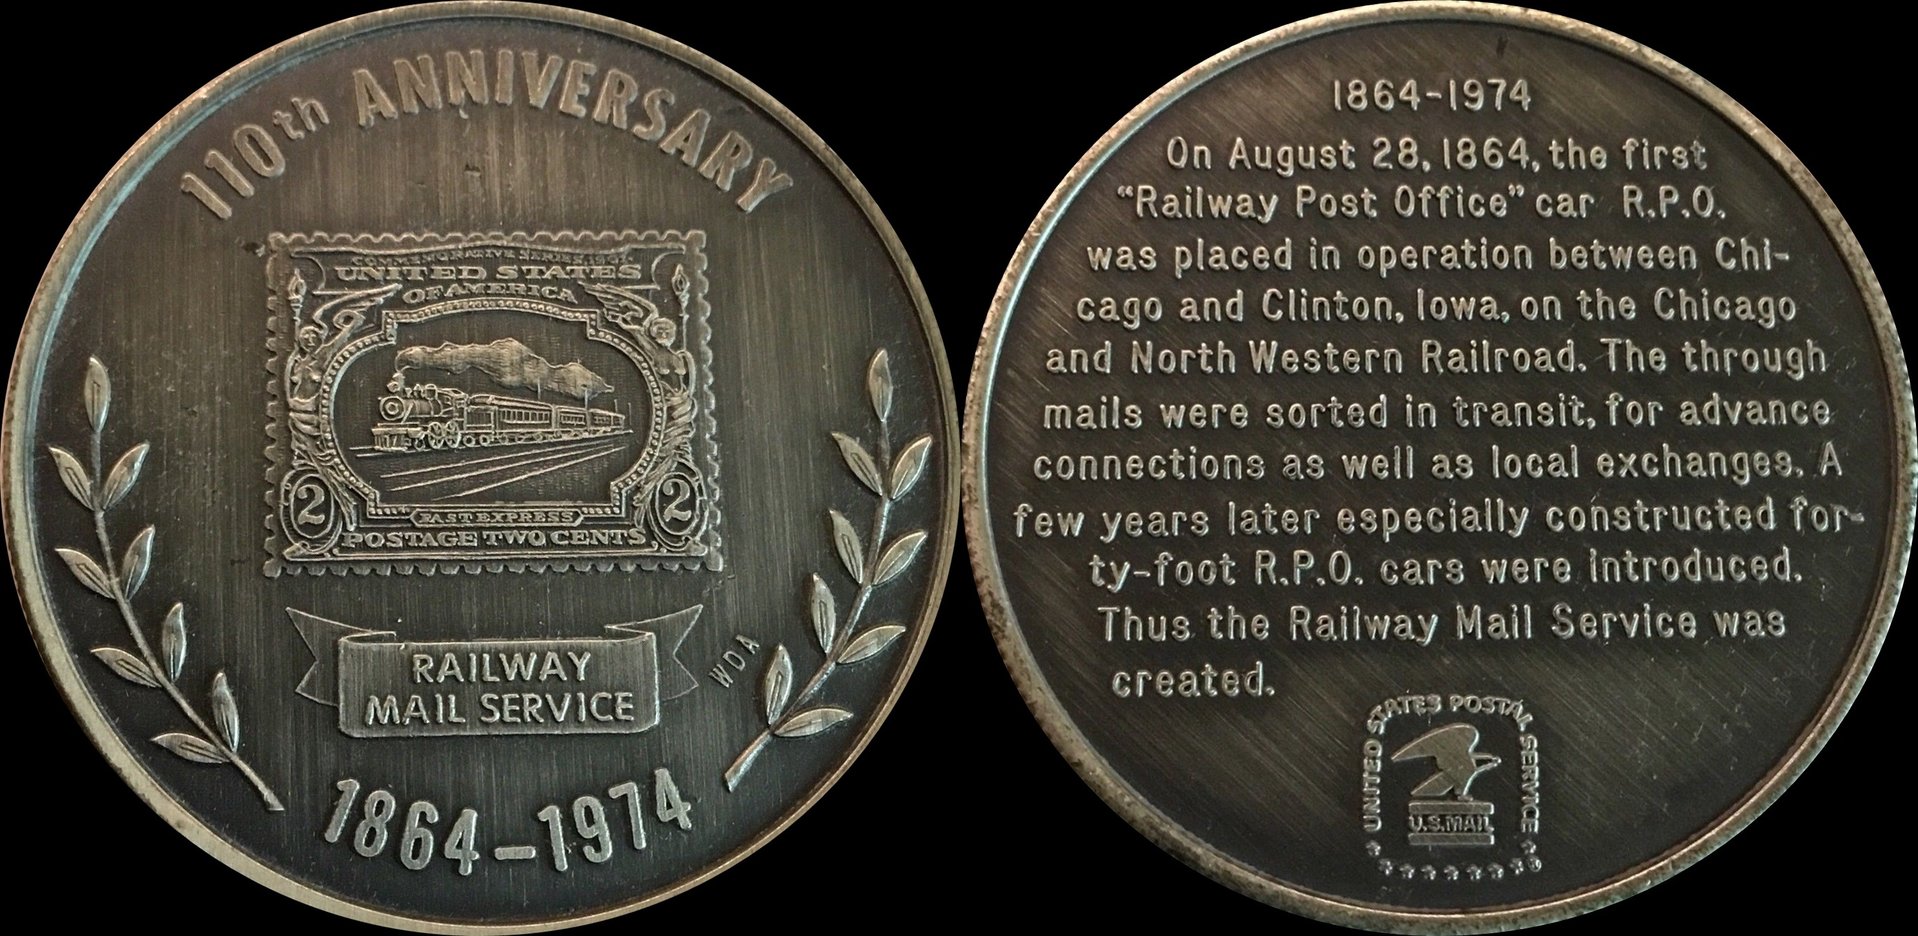 110th ANNIVERSARY
COMMEMORATIVE SERIES, 1901
UNITED STATES
OF AMERICA
2 2
FAST EXPRESS
POSTAGE TWO CENTS
RAILWAY
MAIL SERVICE
WDA
1864-1974
1864-1974
On August 28, 1864, the first
"Railway Post Office" car R.P.O.
was placed in operation between Chi-
cago and Clinton, Iowa, on the Chicago
and North Western Railroad. The through
mails were sorted in transit, for advance
connections as well as local exchanges. A
few years later especially constructed for-
ty-foot R.P.O. cars were introduced.
Thus the Railway Mail Service was
created.
UNITED STATES POSTAL SERVICE
U.S.MAIL